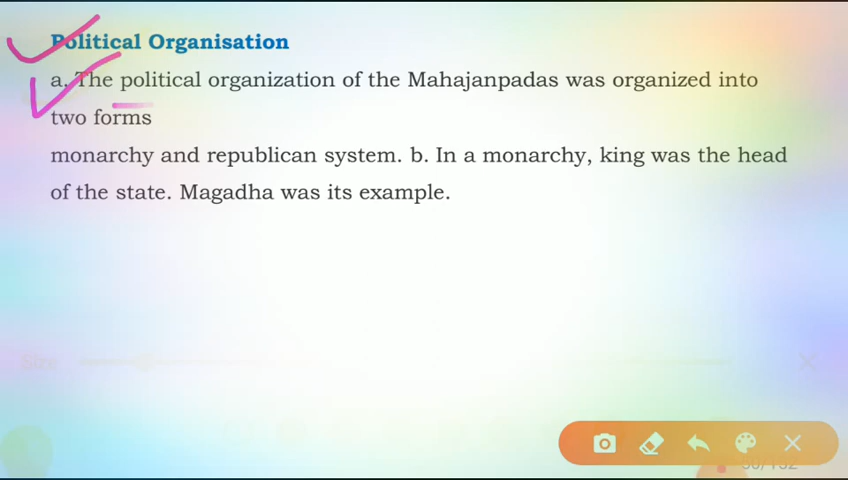 Political Organisation
a. The political organization of the Mahajanpadas was organized into
two forms
monarchy and republican system. b. In a monarchy, king was the head
of the state. Magadha was its example.
Size